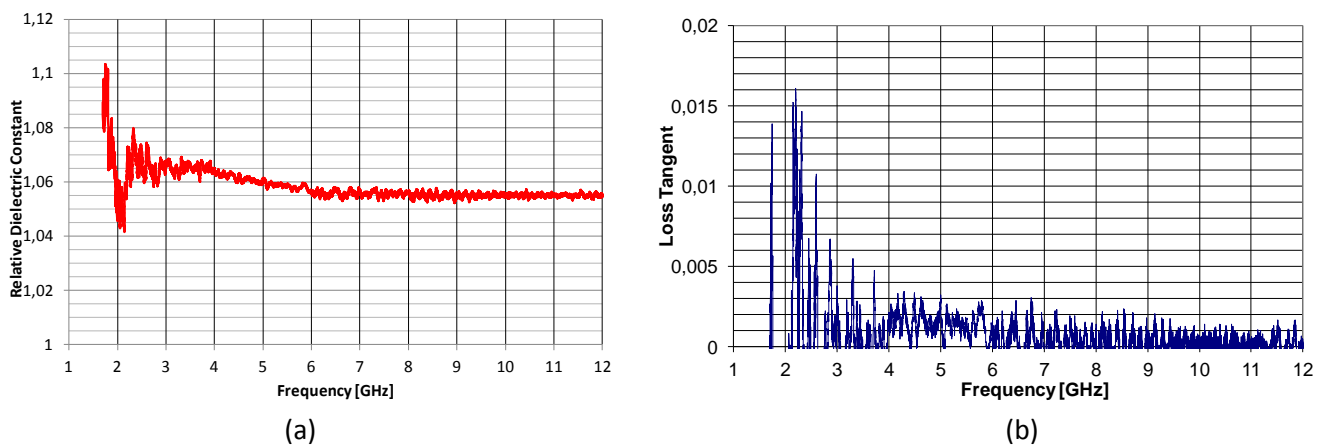 1,12
1,1
1,08
1,06
1,04
1,02
1
Relative Dielectric Constant
1 2 3 4 5 6 7 8 9 10 11 12
Frequency [GHz]
(a)
0,02
0,015
0,01
0,005
0
Loss Tangent
1 2 3 4 5 6 7 8 9 10 11 12
Frequency [GHz]
(b)